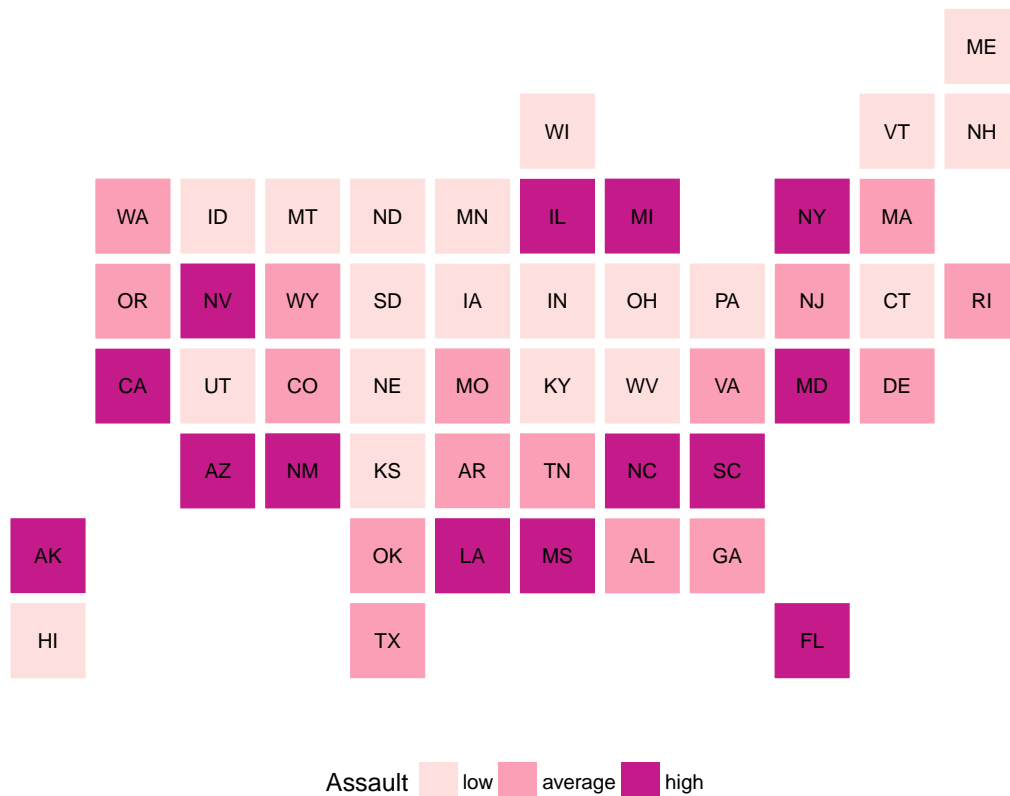 ME
WI VT NH
WA ID MT ND MN IL MI NY MA
OR NV WY SD IA IN OH PA NJ CT RI
CA UT CO NE MO KY WV VA MD DE
AZ NM KS AR TN NC SC
AK OK LA MS AL GA
HI TX FL
Assault low average high